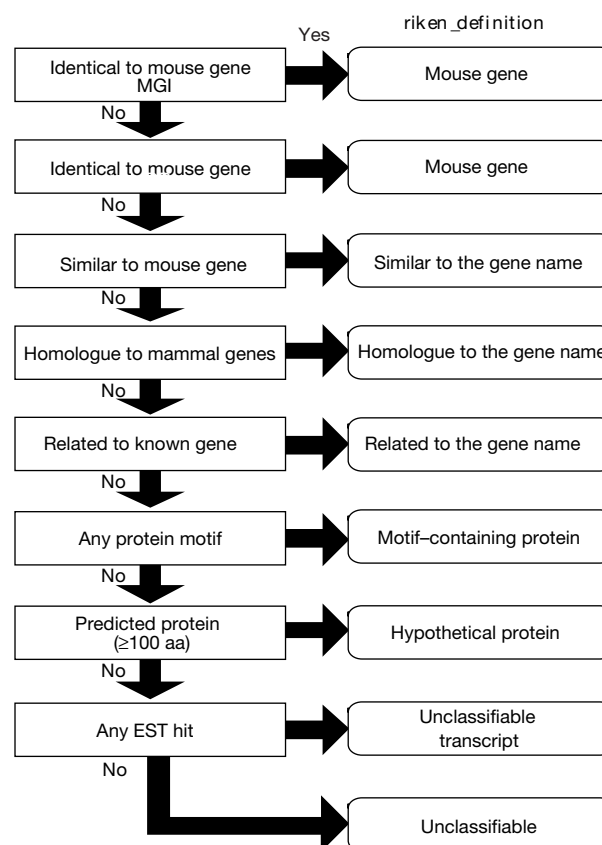 riken_definition
Yes
Identical to mouse gene
MGI
Mouse gene
No
Identical to mouse gene
Mouse gene
No
Similar to mouse gene
Similar to the gene name
No
Homologue to mammal genes
Homologue to the gene name
No
Related to known gene
Related to the gene name
No
Any protein motif
Motif–containing protein
No
Predicted protein
(≥100 aa)
Hypothetical protein
No
Any EST hit
Unclassifiable
transcript
No
Unclassifiable